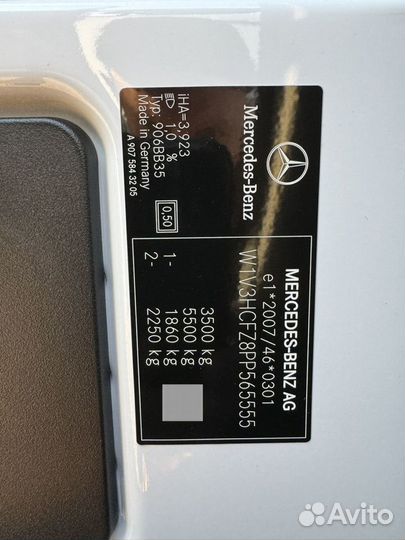 Mercedes-Benz
iHA=3,923
1,0 %
Typ: 906BB35
Made in Germany
A 907 584 32 05
0,50
MERCEDES-BENZ AG
e1*2007/46*0301
W1V3HCFZ8PP565555
3500 kg
5500 kg
1- 1860 kg
2- 2250 kg
Avito